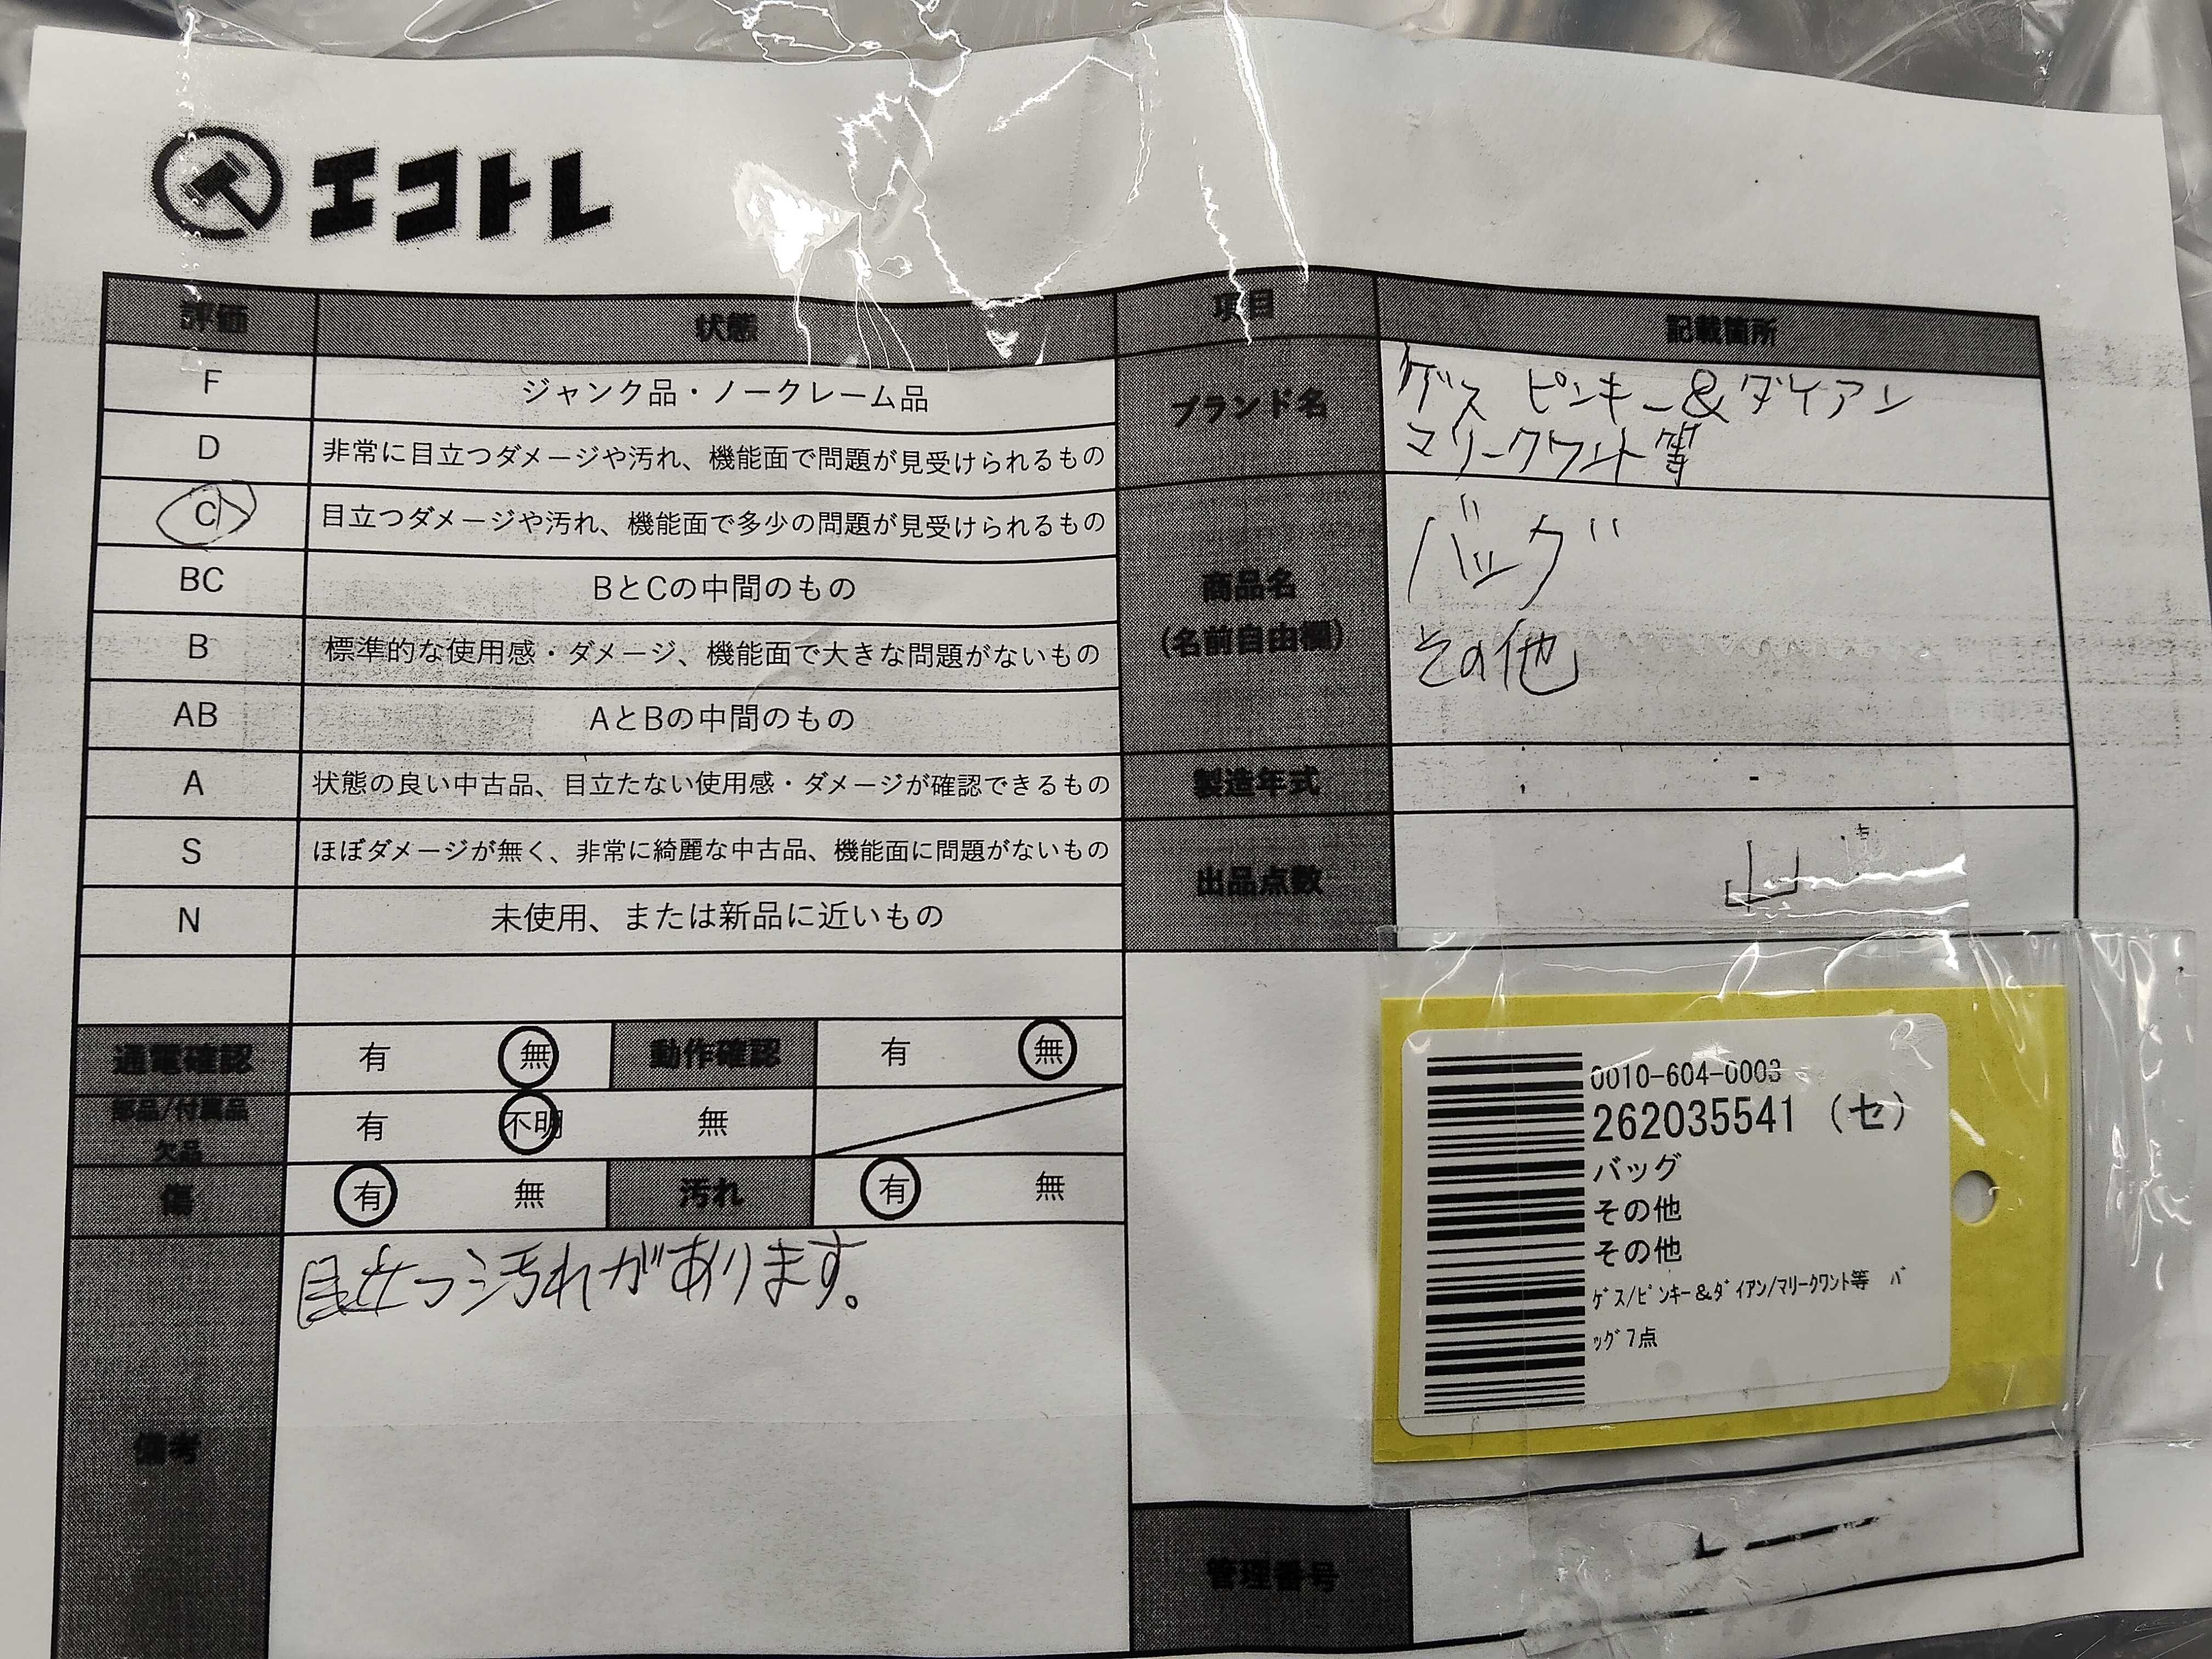 エコトレ
評価 状態 項目 記載箇所
F ジャンク品・ノークレーム品
D 非常に目立つダメージや汚れ、機能面で問題が見受けられるもの
C 目立つダメージや汚れ、機能面で多少の問題が見受けられるもの
BC BとCの中間のもの
B 標準的な使用感・ダメージ、機能面で大きな問題がないもの
AB AとBの中間のもの
A 状態の良い中古品、目立たない使用感・ダメージが確認できるもの
S ほぼダメージが無く、非常に綺麗な中古品、機能面に問題がないもの
N 未使用、または新品に近いもの
ブランド名
ゲス ピンキー&ダイアン
マリークワント等
商品名
(名前自由欄)
バッグ
その他
製造年式 -
出品点数
通電確認 有 無 動作確認 有 無
部品/付属品
欠品
有 不明 無
傷 有 無 汚れ 有 無
備考
目立つ汚れがあります。
0010-604-0003
262035541 (セ)
バッグ
その他
その他
ｹﾞｽ/ﾋﾟﾝｷｰ&ﾀﾞｲｱﾝ/ﾏﾘｰｸﾜﾝﾄ等 ﾊﾞ
ｯｸﾞ7点
管理番号